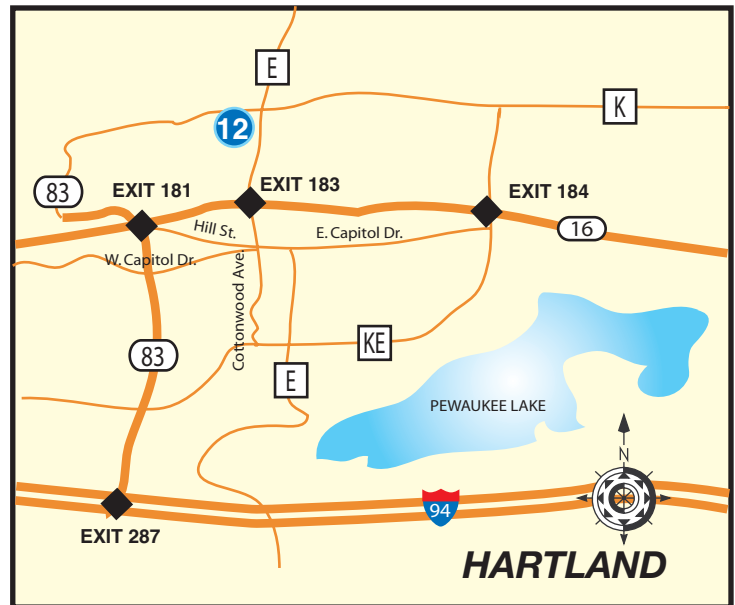 E
K
12
83
EXIT 181
EXIT 183
EXIT 184
16
Hill St.
E. Capitol Dr.
W. Capitol Dr.
Cottonwood Ave.
83
KE
E
PEWAUKEE LAKE
N
94
EXIT 287
HARTLAND